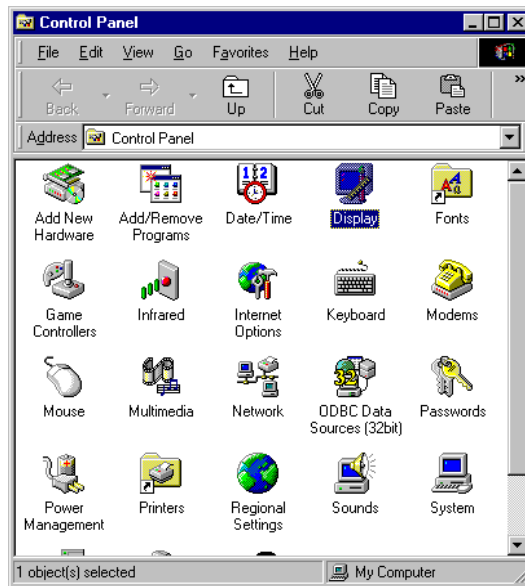 Control Panel
File Edit View Go Favorites Help
Back Forward Up Cut Copy Paste »
Address Control Panel
Add New Hardware
Add/Remove Programs
Date/Time
Display
Fonts
Game Controllers
Infrared
Internet Options
Keyboard
Modems
Mouse
Multimedia
Network
ODBC Data Sources (32bit)
Passwords
Power Management
Printers
Regional Settings
Sounds
System
1 object(s) selected
My Computer